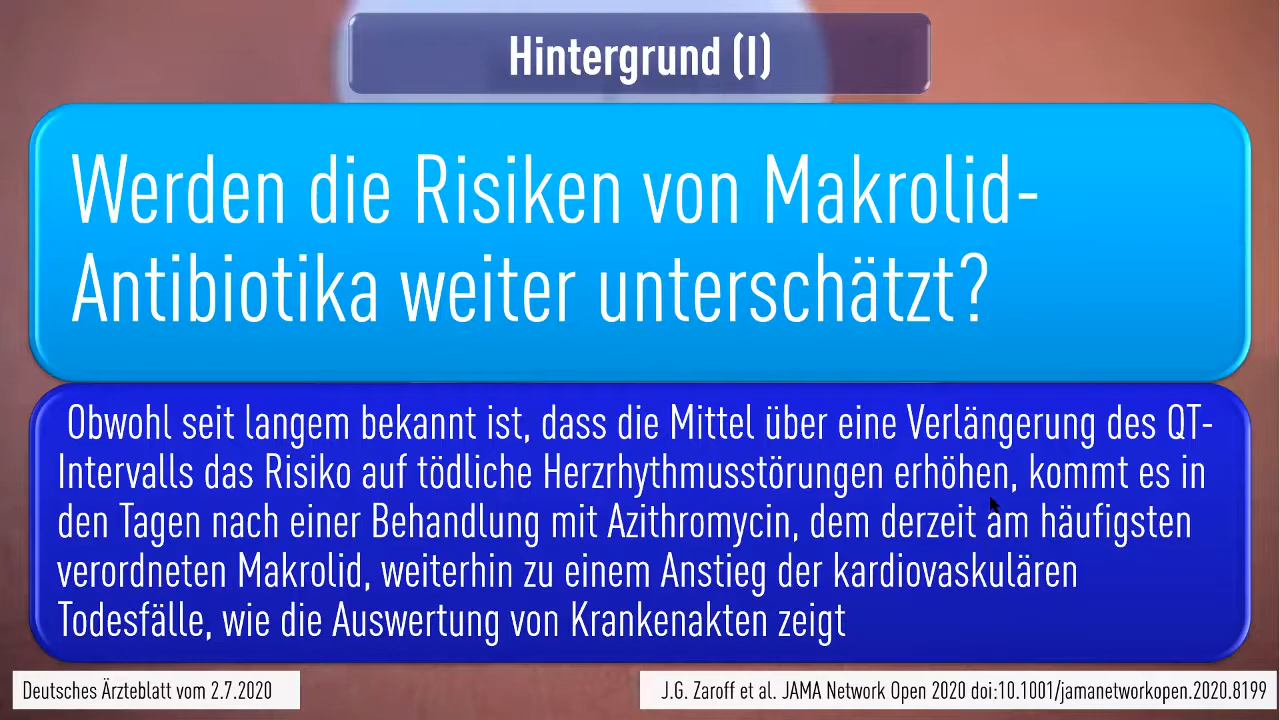 Hintergrund (I)
Werden die Risiken von Makrolid-
Antibiotika weiter unterschätzt?
Obwohl seit langem bekannt ist, dass die Mittel über eine Verlängerung des QT-
Intervalls das Risiko auf tödliche Herzrhythmusstörungen erhöhen, kommt es in
den Tagen nach einer Behandlung mit Azithromycin, dem derzeit am häufigsten
verordneten Makrolid, weiterhin zu einem Anstieg der kardiovaskulären
Todesfälle, wie die Auswertung von Krankenakten zeigt
Deutsches Ärzteblatt vom 2.7.2020
J.G. Zaroff et al. JAMA Network Open 2020 doi:10.1001/jamanetworkopen.2020.8199